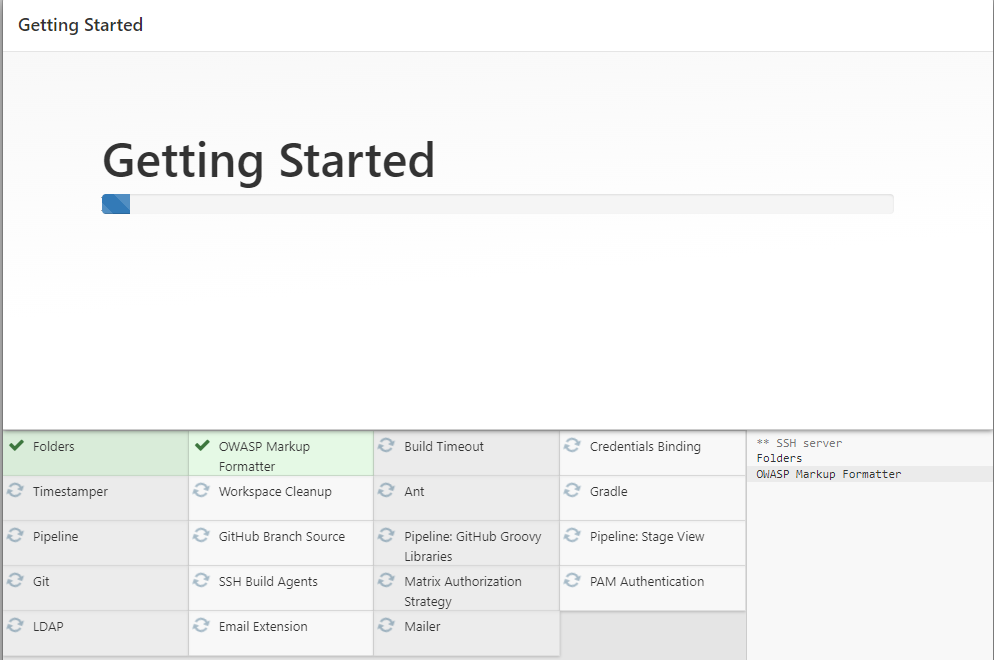 Getting Started
Getting Started
Folders
OWASP Markup
Formatter
Build Timeout
Credentials Binding
Timestamper
Workspace Cleanup
Ant
Gradle
Pipeline
GitHub Branch Source
Pipeline: GitHub Groovy
Libraries
Pipeline: Stage View
Git
SSH Build Agents
Matrix Authorization
Strategy
PAM Authentication
LDAP
Email Extension
Mailer
** SSH server
Folders
OWASP Markup Formatter